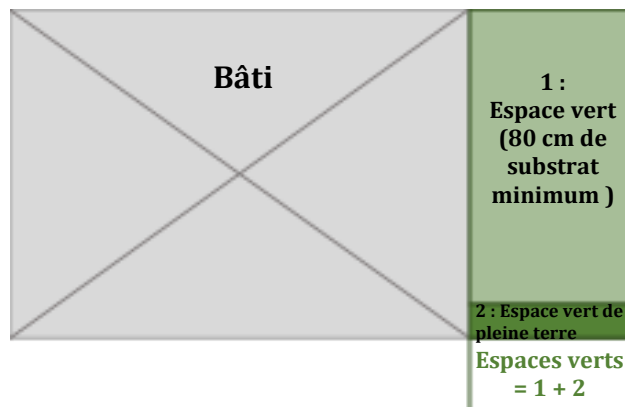 Bâti
1 :
Espace vert
(80 cm de
substrat
minimum )
2 : Espace vert de
pleine terre
Espaces verts
= 1 + 2